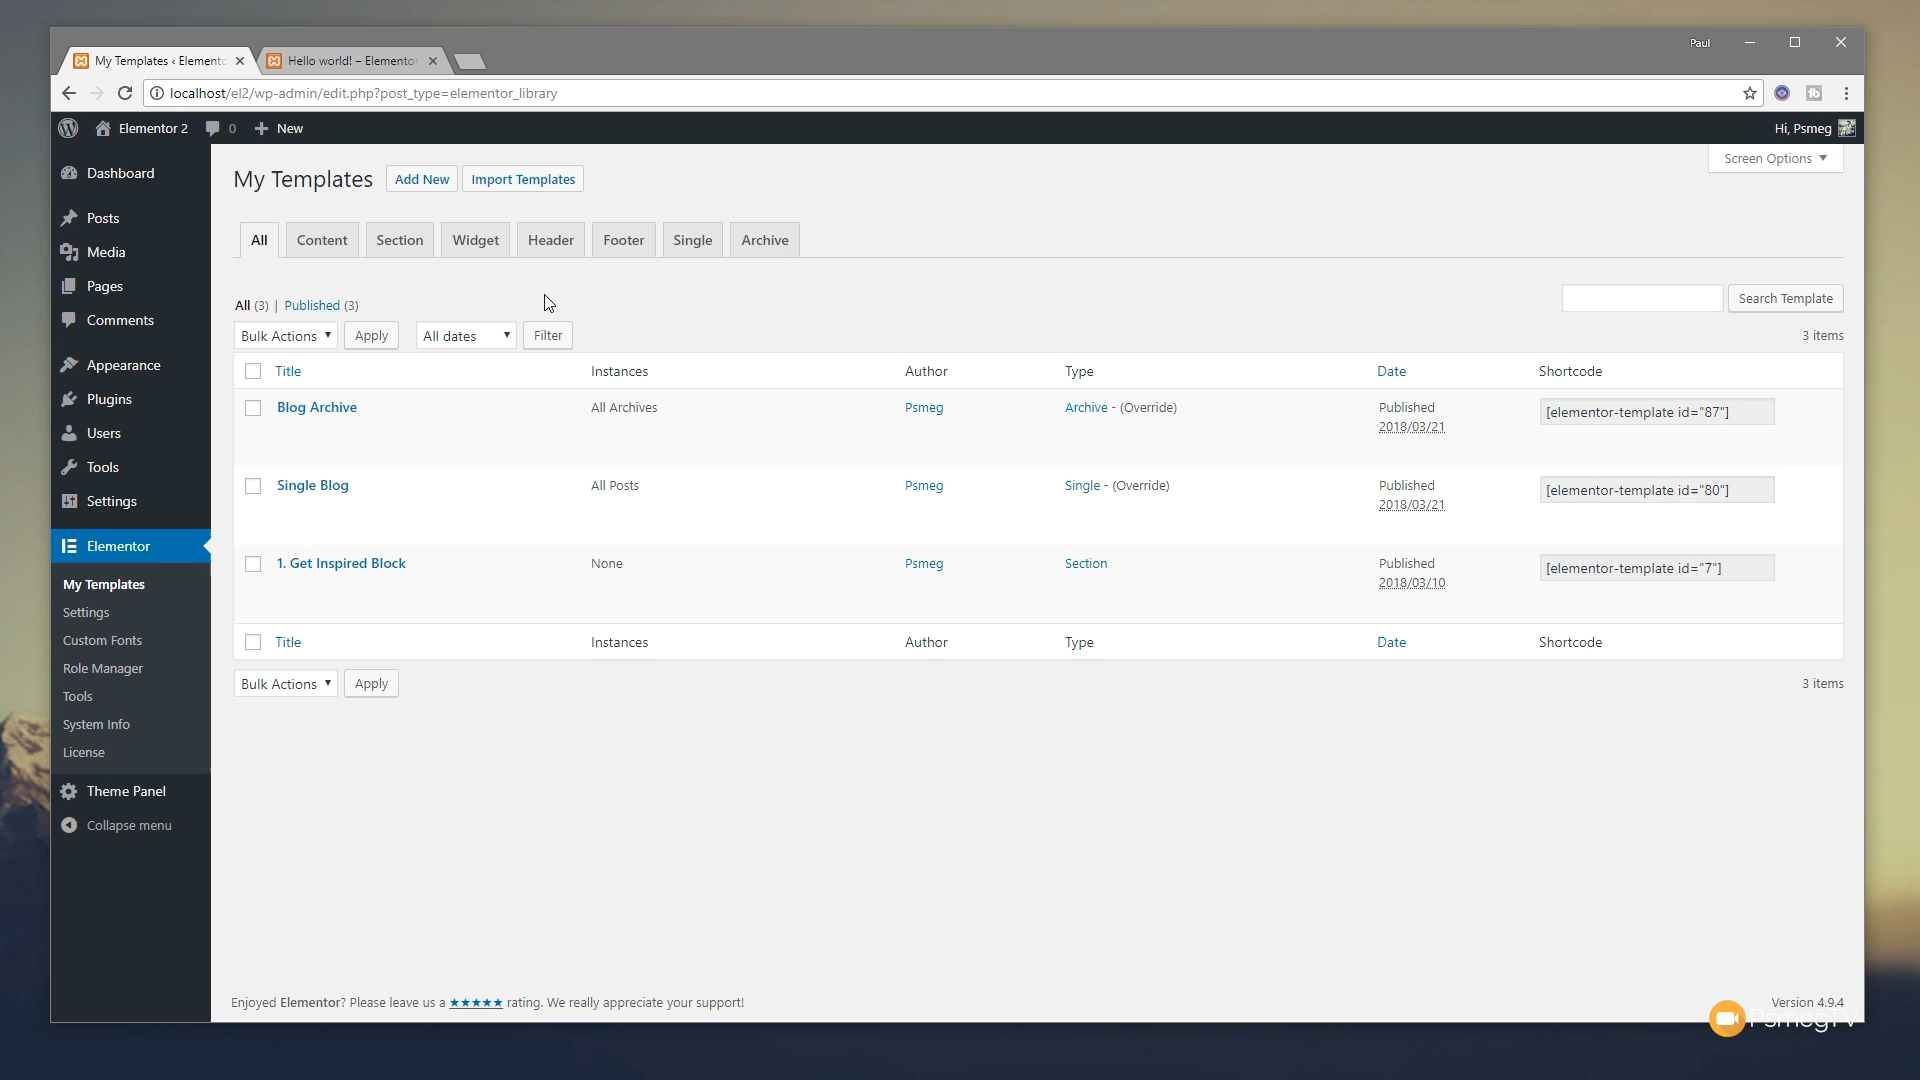 Paul
My Templates ‹ Elemento
Hello world! – Elementor
localhost/el2/wp-admin/edit.php?post_type=elementor_library
Elementor 2 0 New
Hi, Psmeg
Screen Options
Dashboard
Posts
Media
Pages
Comments
Appearance
Plugins
Users
Tools
Settings
Elementor
My Templates
Settings
Custom Fonts
Role Manager
Tools
System Info
License
Theme Panel
Collapse menu
My Templates Add New Import Templates
All Content Section Widget Header Footer Single Archive
All (3) | Published (3)
Search Template
Bulk Actions Apply All dates Filter 3 items
Title Instances Author Type Date Shortcode
Blog Archive All Archives Psmeg Archive - (Override) Published [elementor-template id="87"]
2018/03/21
Single Blog All Posts Psmeg Single - (Override) Published [elementor-template id="80"]
2018/03/21
1. Get Inspired Block None Psmeg Section Published [elementor-template id="7"]
2018/03/10
Title Instances Author Type Date Shortcode
Bulk Actions Apply 3 items
Enjoyed Elementor? Please leave us a ★★★★★ rating. We really appreciate your support!
Version 4.9.4
PsmegTV